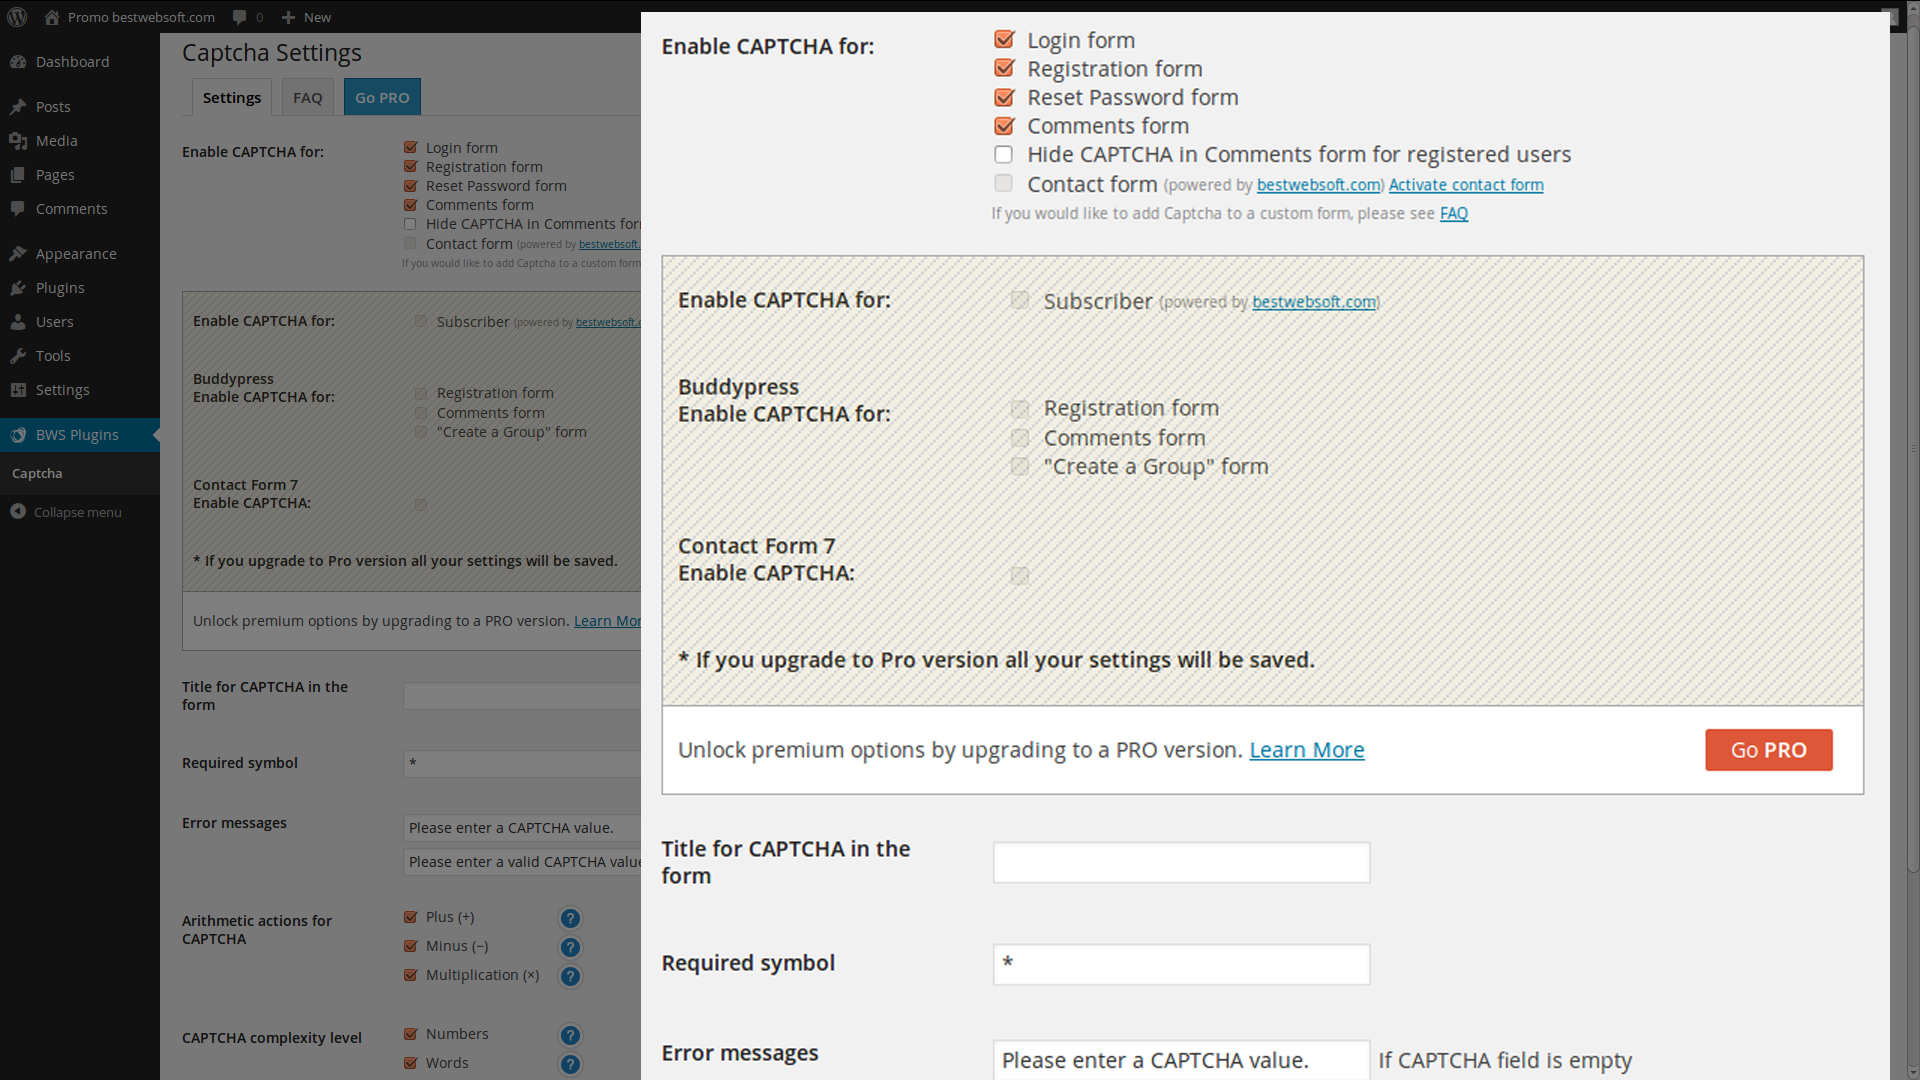 Promo bestwebsoft.com 0 New
Dashboard
Posts
Media
Pages
Comments
Appearance
Plugins
Users
Tools
Settings
BWS Plugins
Captcha
Collapse menu
Captcha Settings
Settings FAQ Go PRO
Enable CAPTCHA for:
Login form
Registration form
Reset Password form
Comments form
Hide CAPTCHA in Comments
Contact form (powered by bestwebsoft.
If you would like to add Captcha to a custom form
Enable CAPTCHA for:
Subscriber (powered by bestwebsoft.
Buddypress
Enable CAPTCHA for:
Registration form
Comments form
"Create a Group" form
Contact Form 7
Enable CAPTCHA:
* If you upgrade to Pro version all your settings will be saved.
Unlock premium options by upgrading to a PRO version. Learn
Title for CAPTCHA in the
form
Required symbol
*
Error messages
Please enter a CAPTCHA value.
Please enter a valid CAPTCHA value
Arithmetic actions for
CAPTCHA
Plus (+) ?
Minus (−) ?
Multiplication (×) ?
CAPTCHA complexity level
Numbers ?
Words ?
Enable CAPTCHA for:
Login form
Registration form
Reset Password form
Comments form
Hide CAPTCHA in Comments form for registered users
Contact form (powered by bestwebsoft.com) Activate contact form
If you would like to add Captcha to a custom form, please see FAQ
Enable CAPTCHA for:
Subscriber (powered by bestwebsoft.com)
Buddypress
Enable CAPTCHA for:
Registration form
Comments form
"Create a Group" form
Contact Form 7
Enable CAPTCHA:
* If you upgrade to Pro version all your settings will be saved.
Unlock premium options by upgrading to a PRO version. Learn More
Go PRO
Title for CAPTCHA in the
form
Required symbol
*
Error messages
Please enter a CAPTCHA value. If CAPTCHA field is empty